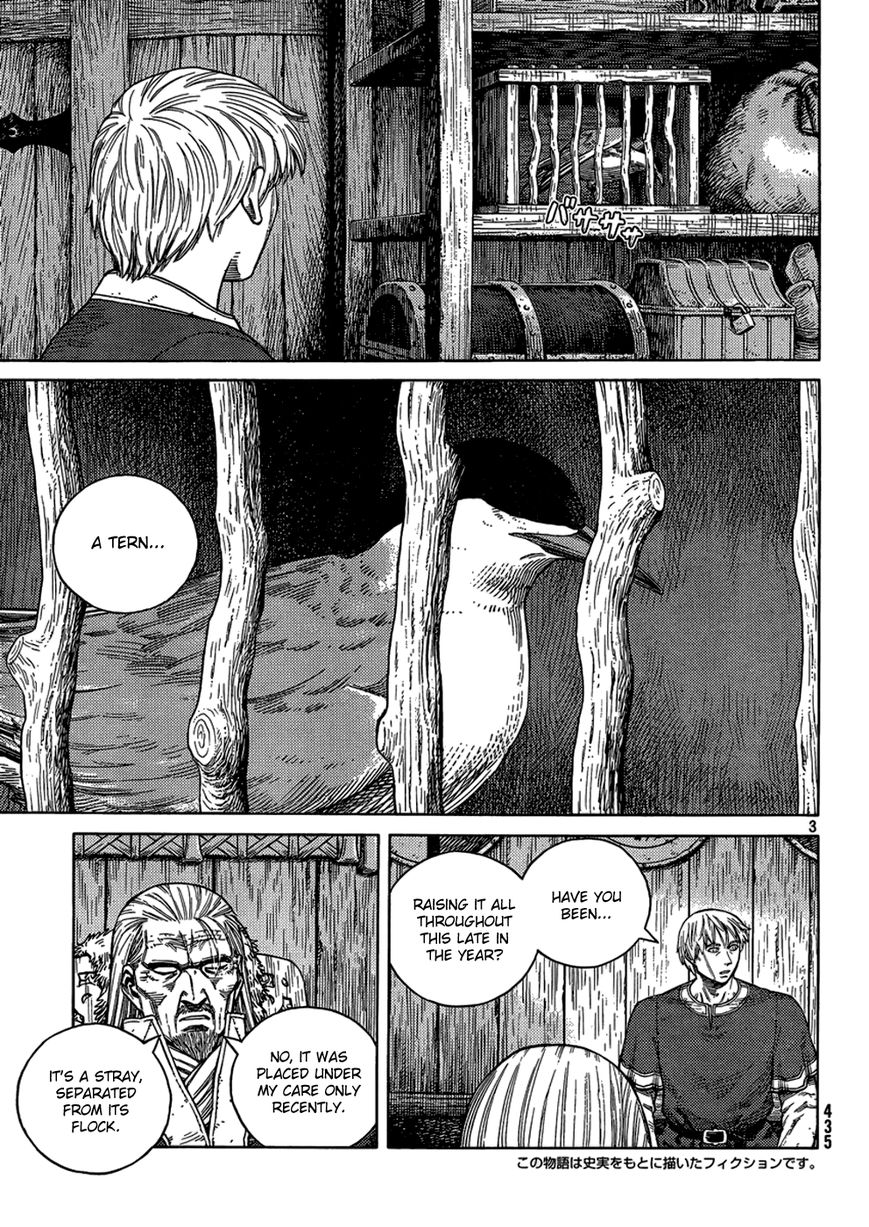 バササササ
A TERN...
3
HAVE YOU
BEEN...
RAISING IT ALL
THROUGHOUT
THIS LATE IN
THE YEAR?
NO, IT WAS
PLACED UNDER
MY CARE ONLY
RECENTLY.
IT'S A STRAY,
SEPARATED
FROM ITS
FLOCK.
435
この物語は史実をもとに描いたフィクションです。